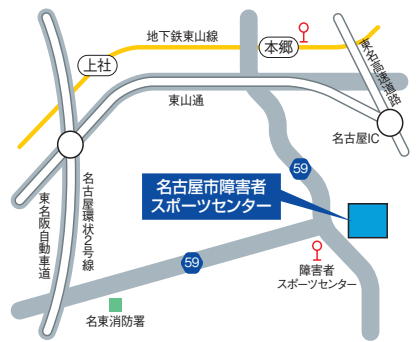 地下鉄東山線
本郷
上社
東名高速道路
東山通
名古屋IC
59
名古屋市障害者
スポーツセンター
名古屋環状2号線
東名阪自動車道
59
障害者
スポーツセンター
名東消防署